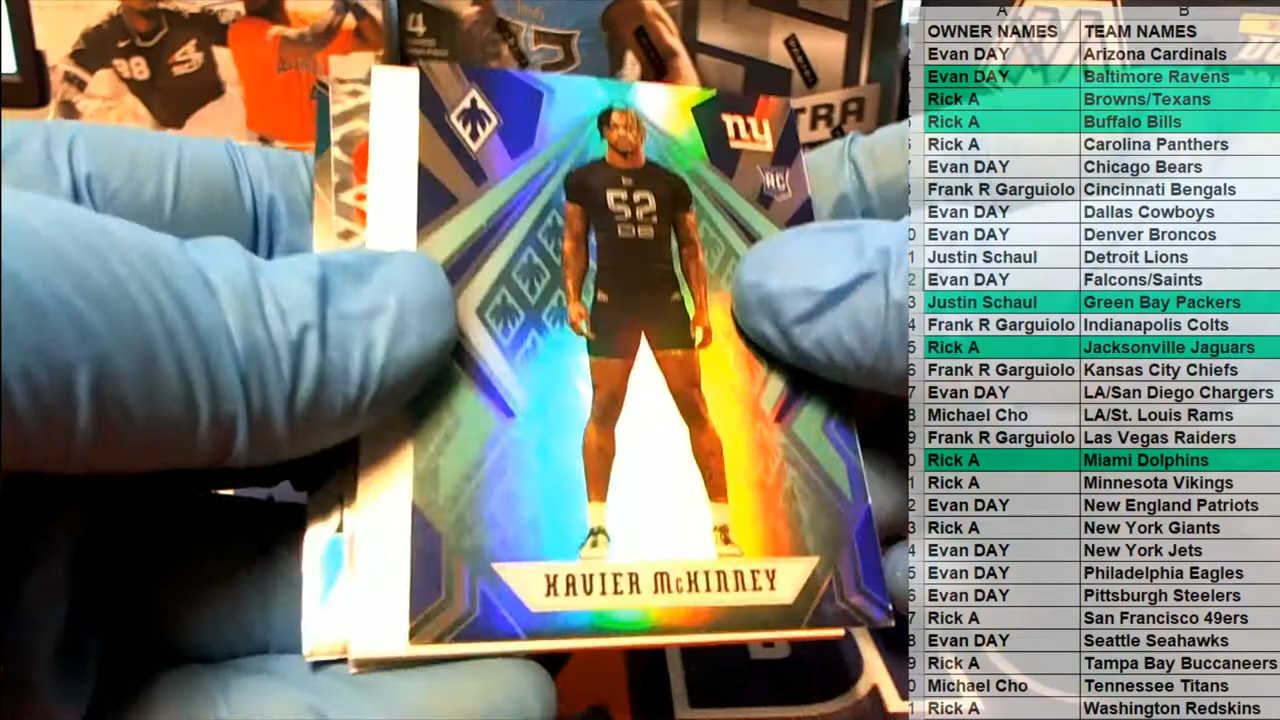 98
4
TRA
ny
RC
52
DB
XAVIER McKINNEY
A B
OWNER NAMES TEAM NAMES
Evan DAY Arizona Cardinals
Evan DAY Baltimore Ravens
Rick A Browns/Texans
Rick A Buffalo Bills
Rick A Carolina Panthers
Evan DAY Chicago Bears
Frank R Garguiolo Cincinnati Bengals
Evan DAY Dallas Cowboys
Evan DAY Denver Broncos
Justin Schaul Detroit Lions
Evan DAY Falcons/Saints
Justin Schaul Green Bay Packers
Frank R Garguiolo Indianapolis Colts
Rick A Jacksonville Jaguars
Frank R Garguiolo Kansas City Chiefs
Evan DAY LA/San Diego Chargers
Michael Cho LA/St. Louis Rams
Frank R Garguiolo Las Vegas Raiders
Rick A Miami Dolphins
Rick A Minnesota Vikings
Evan DAY New England Patriots
Rick A New York Giants
Evan DAY New York Jets
Evan DAY Philadelphia Eagles
Evan DAY Pittsburgh Steelers
Rick A San Francisco 49ers
Evan DAY Seattle Seahawks
Rick A Tampa Bay Buccaneers
Michael Cho Tennessee Titans
Rick A Washington Redskins